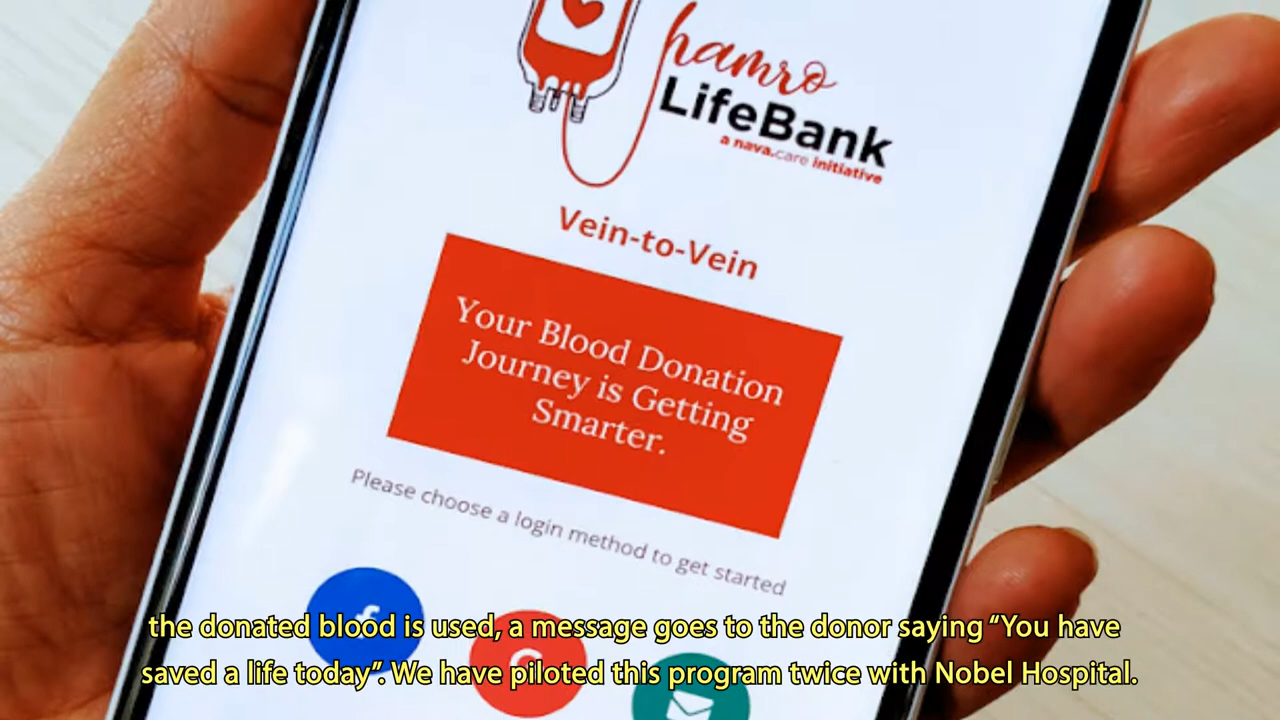 hamro
LifeBank
a nava.care initiative
Vein-to-Vein
Your Blood Donation
Journey is Getting
Smarter.
Please choose a login method to get started
f
G
the donated blood is used, a message goes to the donor saying “You have
saved a life today”. We have piloted this program twice with Nobel Hospital.